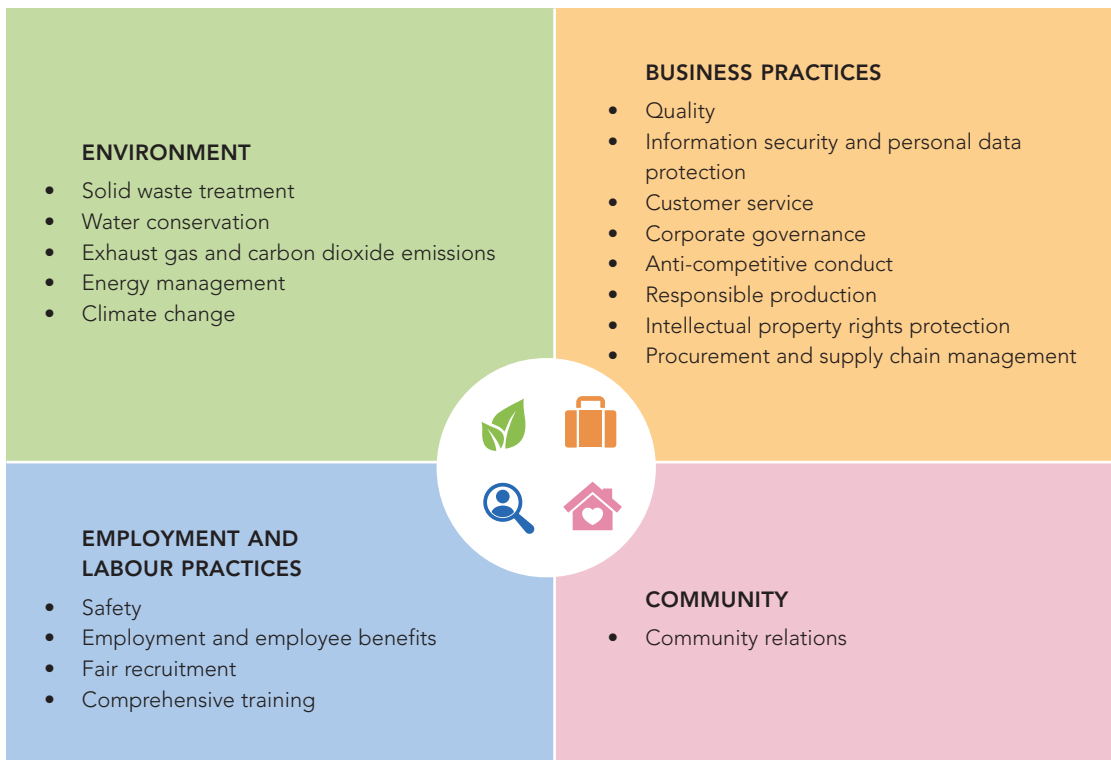 ENVIRONMENT
• Solid waste treatment
• Water conservation
• Exhaust gas and carbon dioxide emissions
• Energy management
• Climate change
BUSINESS PRACTICES
• Quality
• Information security and personal data
protection
• Customer service
• Corporate governance
• Anti-competitive conduct
• Responsible production
• Intellectual property rights protection
• Procurement and supply chain management
EMPLOYMENT AND
LABOUR PRACTICES
• Safety
• Employment and employee benefits
• Fair recruitment
• Comprehensive training
COMMUNITY
• Community relations